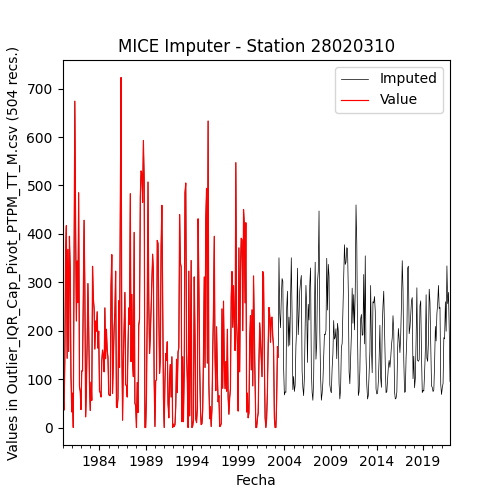 MICE Imputer - Station 28020310
Imputed
Value
Values in Outlier_IQR_Cap_Pivot_PTPM_TT_M.csv (504 recs.)
700
600
500
400
300
200
100
0
1984 1989 1994 1999 2004 2009 2014 2019
Fecha